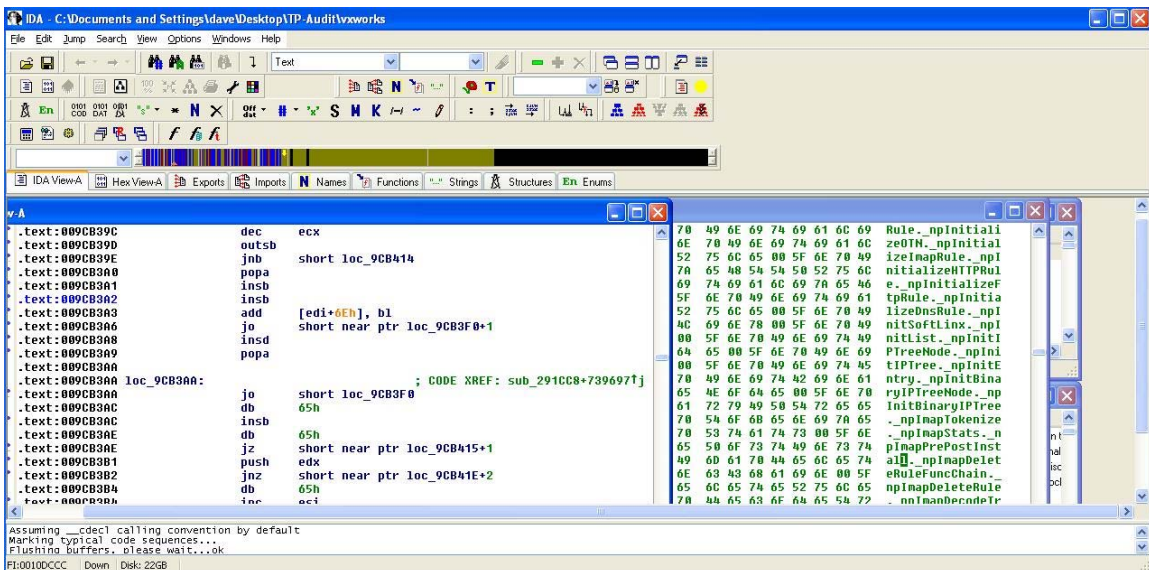 IDA - C:\Documents and Settings\dave\Desktop\TP-Audit\vxworks
File Edit Jump Search View Options Windows Help
Text
En
S M K
IDA View-A Hex View-A Exports Imports N Names Functions Strings Structures En Enums
w-A
.text:009CB39C dec ecx
.text:009CB39D outsb
.text:009CB39E jnb short loc_9CB414
.text:009CB3A0 popa
.text:009CB3A1 insb
.text:009CB3A2 insb
.text:009CB3A3 add [edi+6Eh], bl
.text:009CB3A6 jo short near ptr loc_9CB3F0+1
.text:009CB3A8 insd
.text:009CB3A9 popa
.text:009CB3AA
.text:009CB3AA loc_9CB3AA: ; CODE XREF: sub_291CC8+739697↑j
.text:009CB3AA jo short loc_9CB3F0
.text:009CB3AC db 65h
.text:009CB3AC insb
.text:009CB3AE db 65h
.text:009CB3AE jz short near ptr loc_9CB415+1
.text:009CB3B1 push edx
.text:009CB3B2 jnz short near ptr loc_9CB41E+2
.text:009CB3B4 db 65h
.text:009CB3B4 inc esi
70 49 6E 69 74 69 61 6C 69 Rule._npInitiali
6E 70 49 6E 69 74 69 61 6C zeOTN._npInitial
52 75 6C 65 00 5F 6E 70 49 izeImapRule._npI
7A 65 48 54 54 50 52 75 6C nitializeHTTPRul
69 74 69 61 6C 69 7A 65 46 e._npInitializeF
5F 6E 70 49 6E 69 74 69 61 tpRule._npInitia
52 75 6C 65 00 5F 6E 70 49 lizeDnsRule._npI
4C 69 6E 78 00 5F 6E 70 49 nitSoftLinx._npI
00 5F 6E 70 49 6E 69 74 49 nitList._npInitI
64 65 00 5F 6E 70 49 6E 69 PTreeNode._npIni
00 5F 6E 70 49 6E 69 74 45 tIPTree._npInitE
70 49 6E 69 74 42 69 6E 61 ntry._npInitBina
65 4E 6F 64 65 00 5F 6E 70 ryIPTreeNode._np
61 72 79 49 50 54 72 65 65 InitBinaryIPTree
70 54 6F 6B 65 6E 69 7A 65 ._npImapTokenize
70 53 74 61 74 73 00 5F 6E ._npImapStats._n
65 50 6F 73 74 49 6E 73 74 pImapPrePostInst
49 6D 61 70 44 65 6C 65 74 all._npImapDelet
6E 63 43 68 61 69 6E 00 5F eRuleFuncChain._
65 6C 65 74 65 52 75 6C 65 npImapDeleteRule
70 44 65 63 6F 64 65 54 72 ._npImapDecodeTr
Assuming __cdecl calling convention by default
Marking typical code sequences...
Flushing buffers, please wait...ok
FI:0010DCCC Down Disk: 22GB